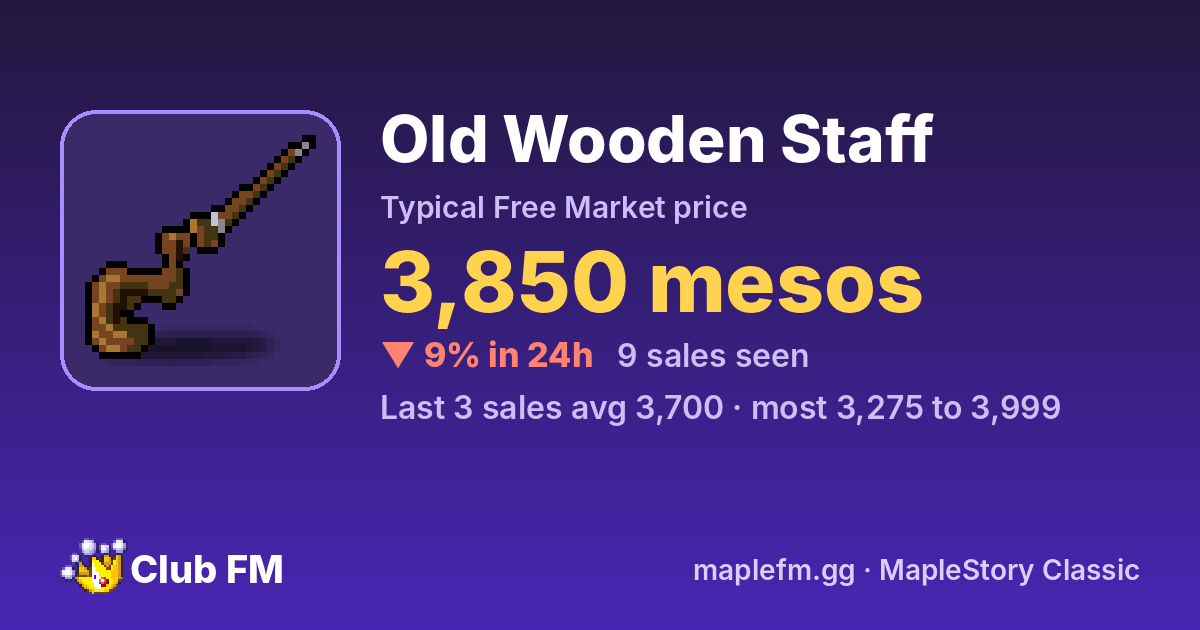 Old Wooden Staff
Typical Free Market price
3,850 mesos
▼ 9% in 24h 9 sales seen
Last 3 sales avg 3,700 · most 3,275 to 3,999
Club FM
maplefm.gg · MapleStory Classic